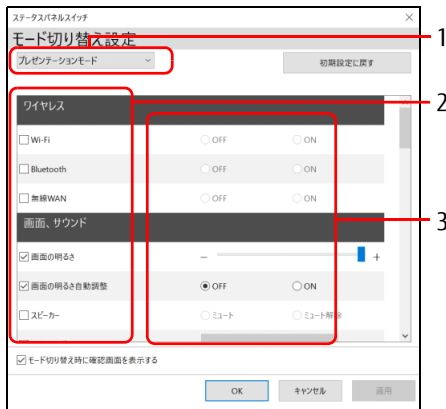 ステータスパネルスイッチ
モード切り替え設定
1
プレゼンテーションモード
初期設定に戻す
2
ワイヤレス
Wi-Fi OFF ON
Bluetooth OFF ON
無線WAN OFF ON
3
画面、サウンド
画面の明るさ − +
画面の明るさ自動調整 OFF ON
スピーカー ミュート ミュート解除
モード切り替え時に確認画面を表示する
OK キャンセル 適用